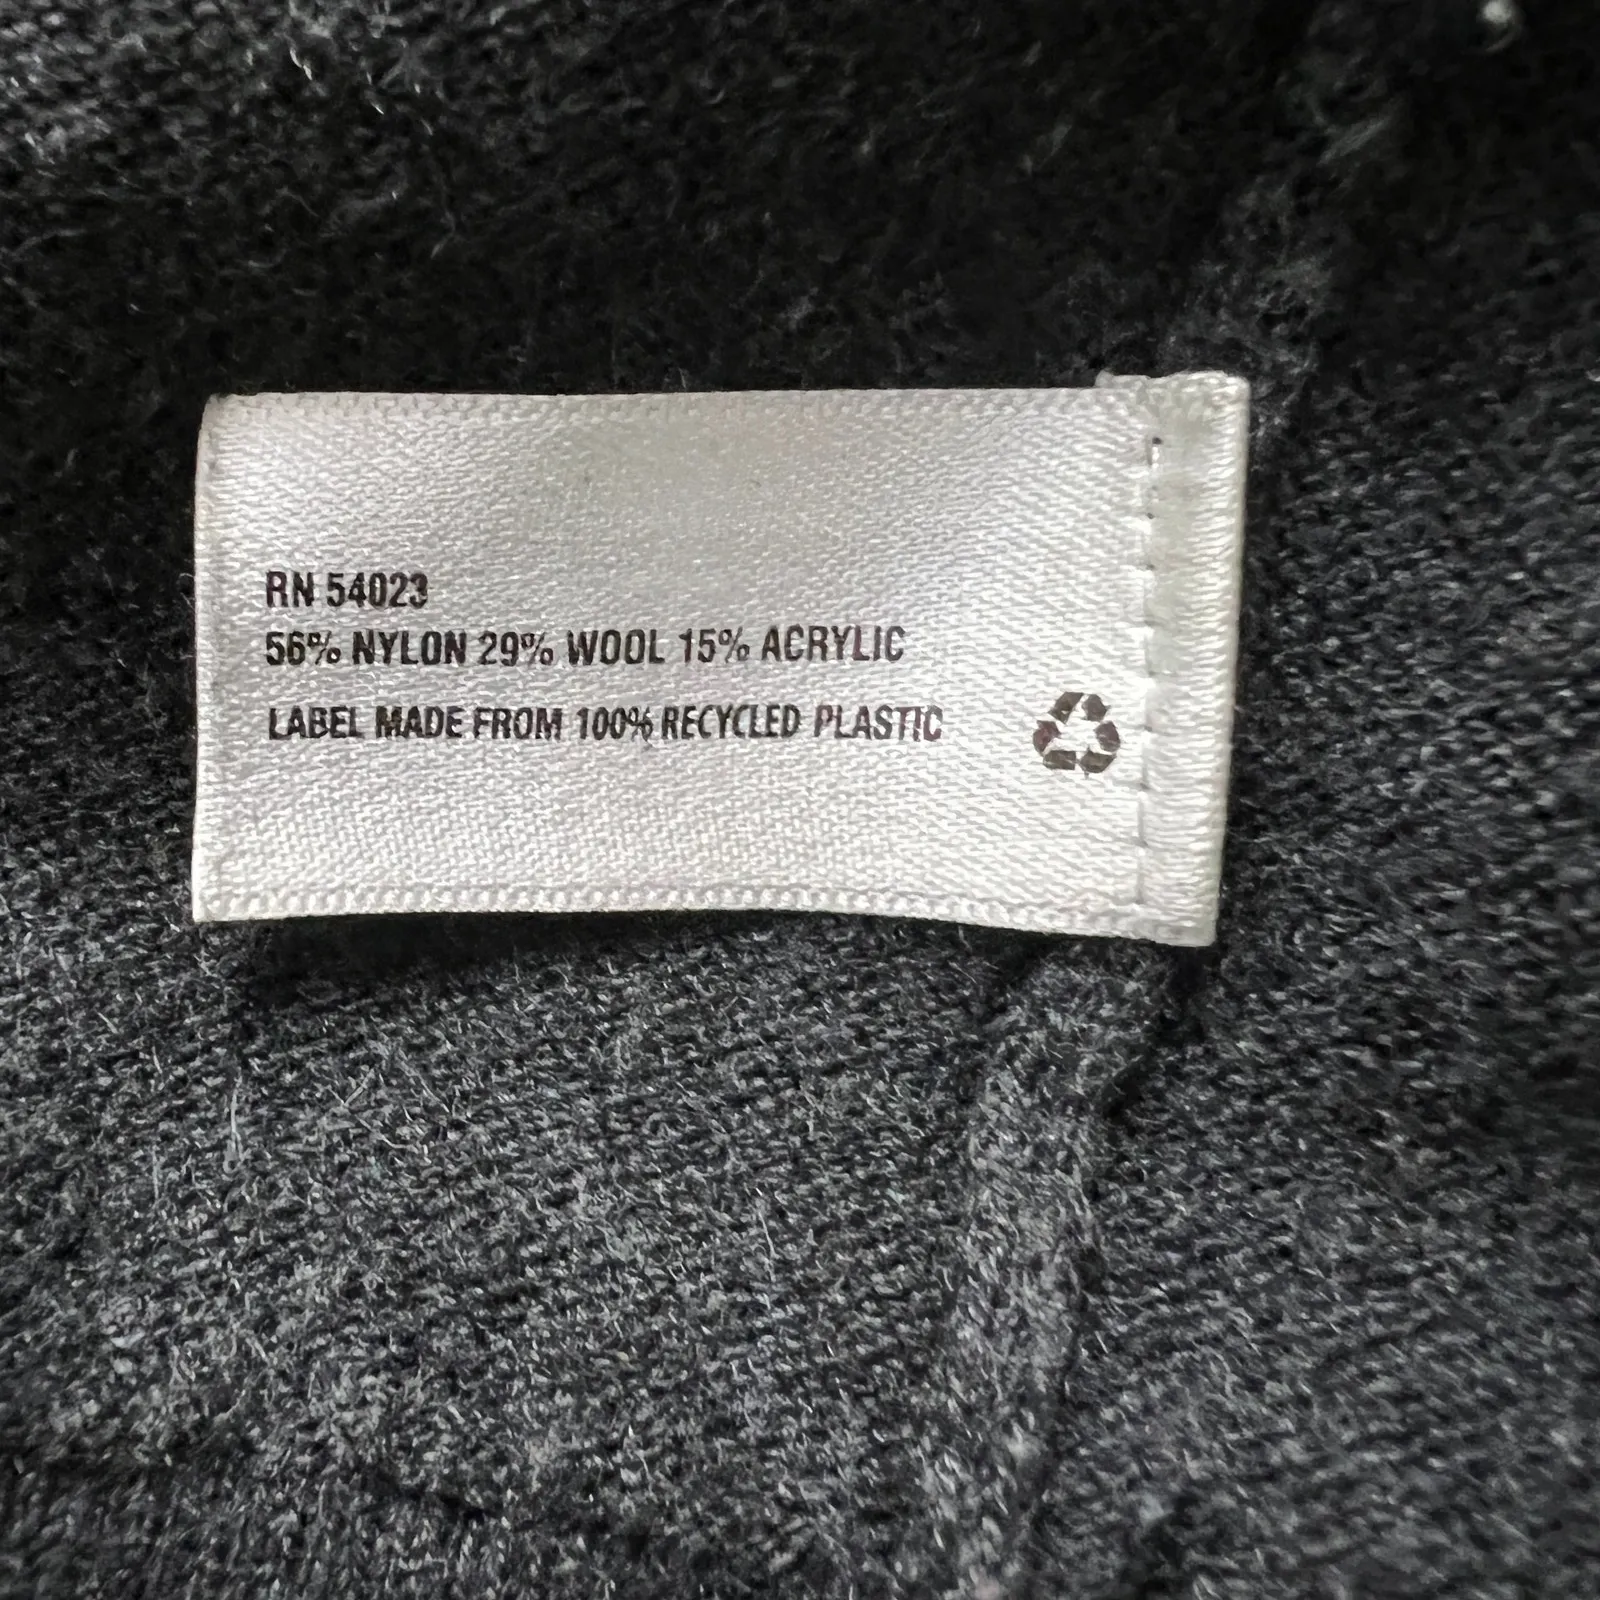 RN 54023
56% NYLON 29% WOOL 15% ACRYLIC
LABEL MADE FROM 100% RECYCLED PLASTIC